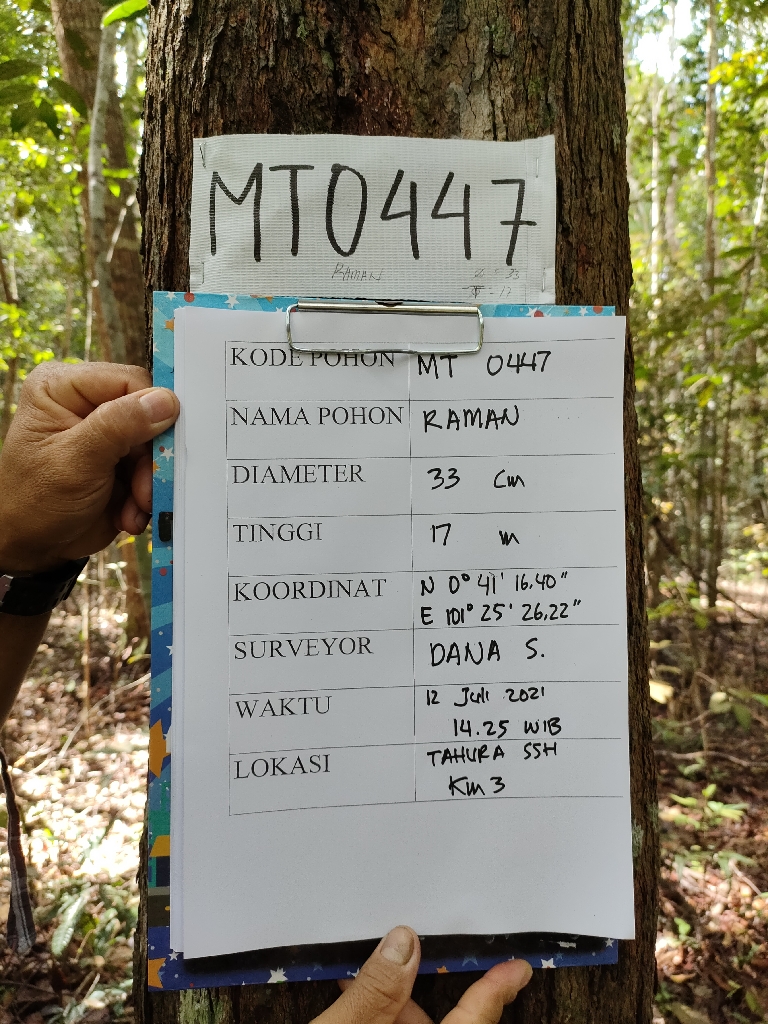 MT0447
RAMAN
= 33
T = 17
KODE POHON MT 0447
NAMA POHON RAMAN
DIAMETER 33 Cm
TINGGI 17 m
KOORDINAT N 0° 41' 16,40"
E 101° 25' 26,22"
SURVEYOR DANA S.
WAKTU 12 Juli 2021
14.25 WIB
LOKASI TAHURA SSH
Km 3